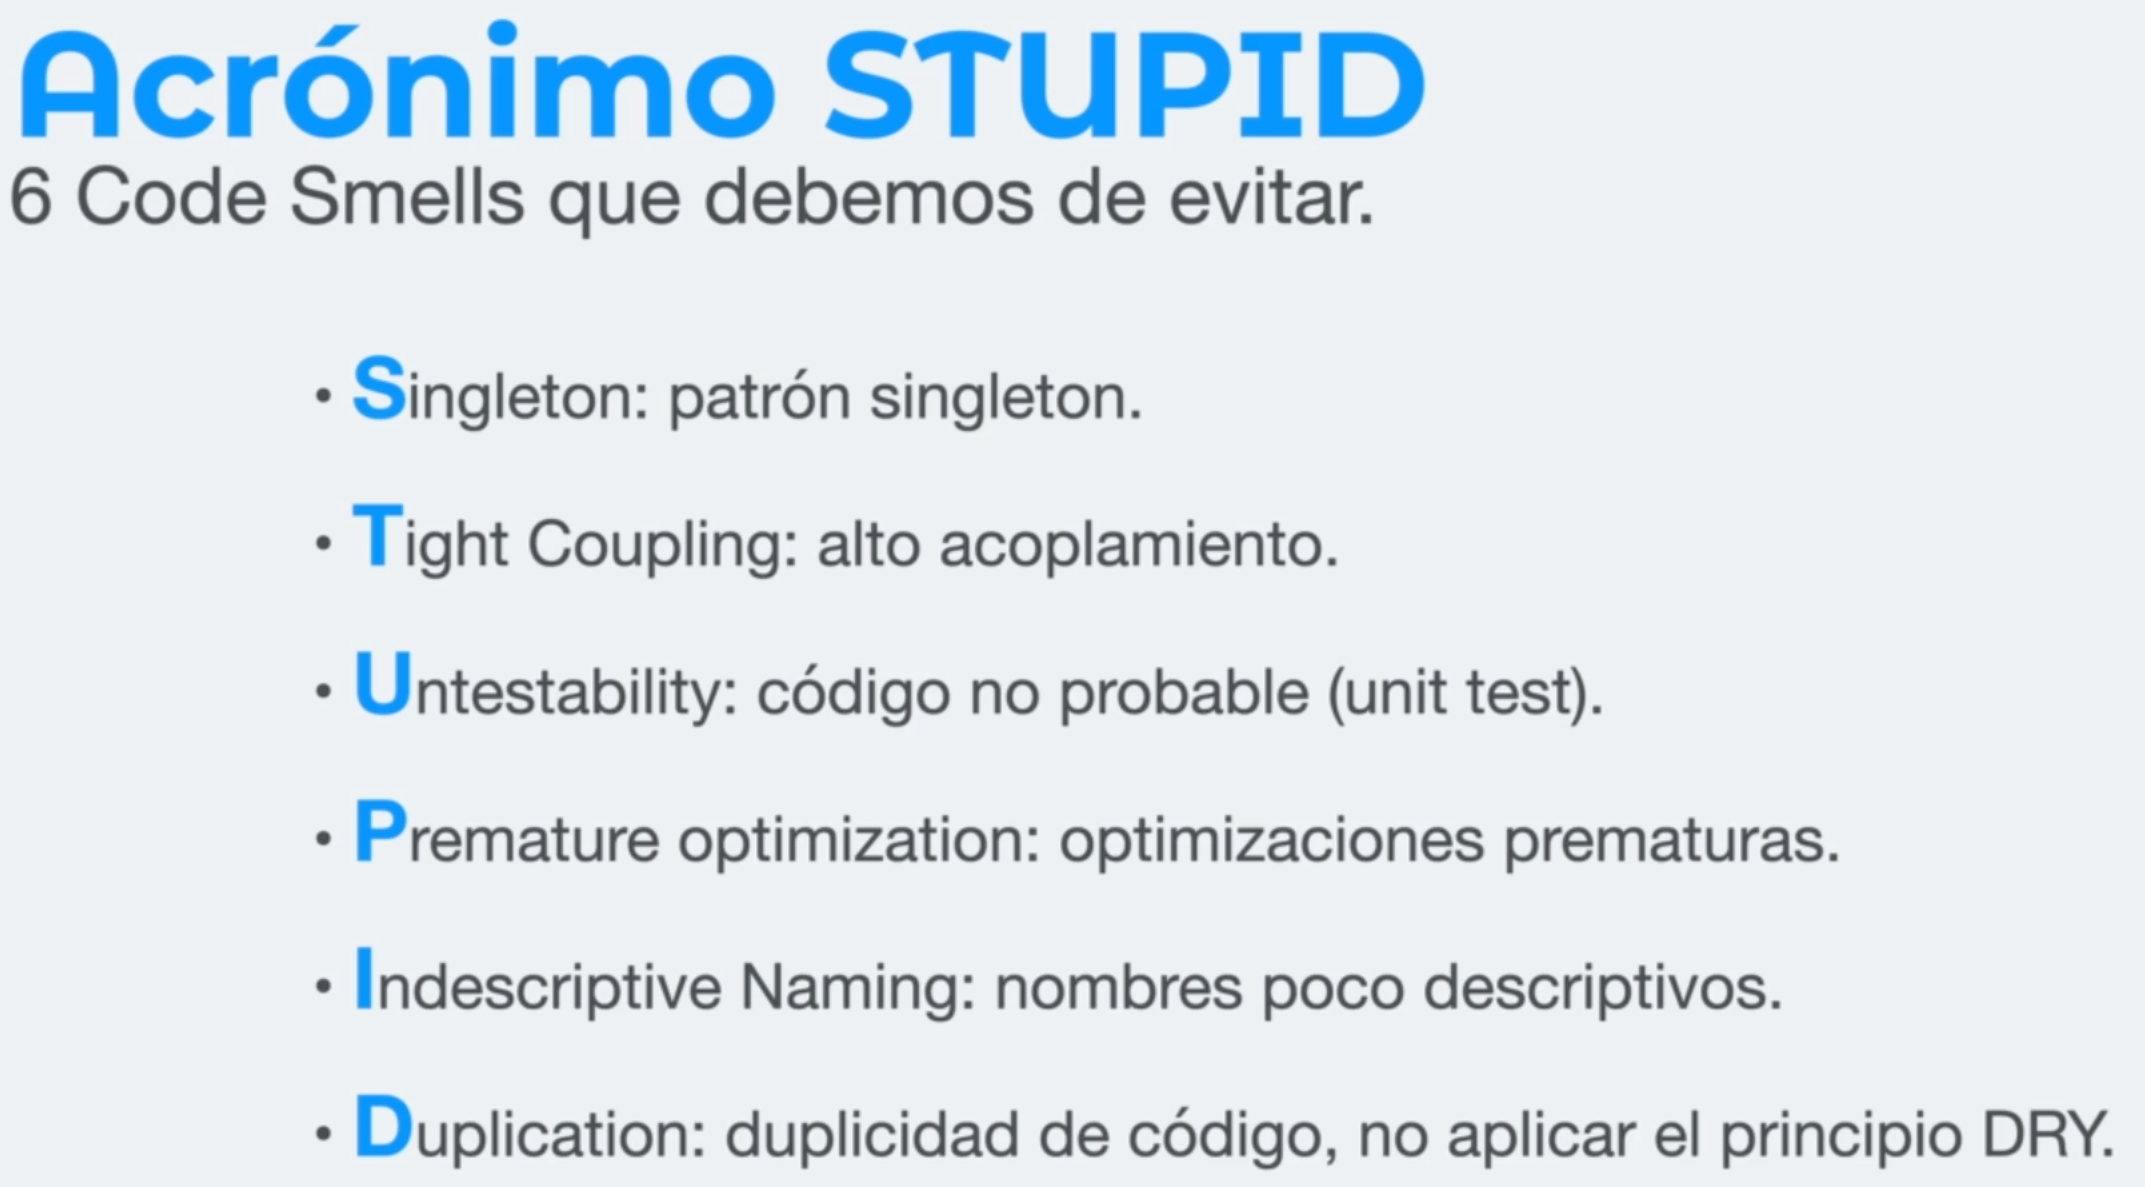 Acrónimo STUPID
6 Code Smells que debemos de evitar.
• Singleton: patrón singleton.
• Tight Coupling: alto acoplamiento.
• Untestability: código no probable (unit test).
• Premature optimization: optimizaciones prematuras.
• Indescriptive Naming: nombres poco descriptivos.
• Duplication: duplicidad de código, no aplicar el principio DRY.